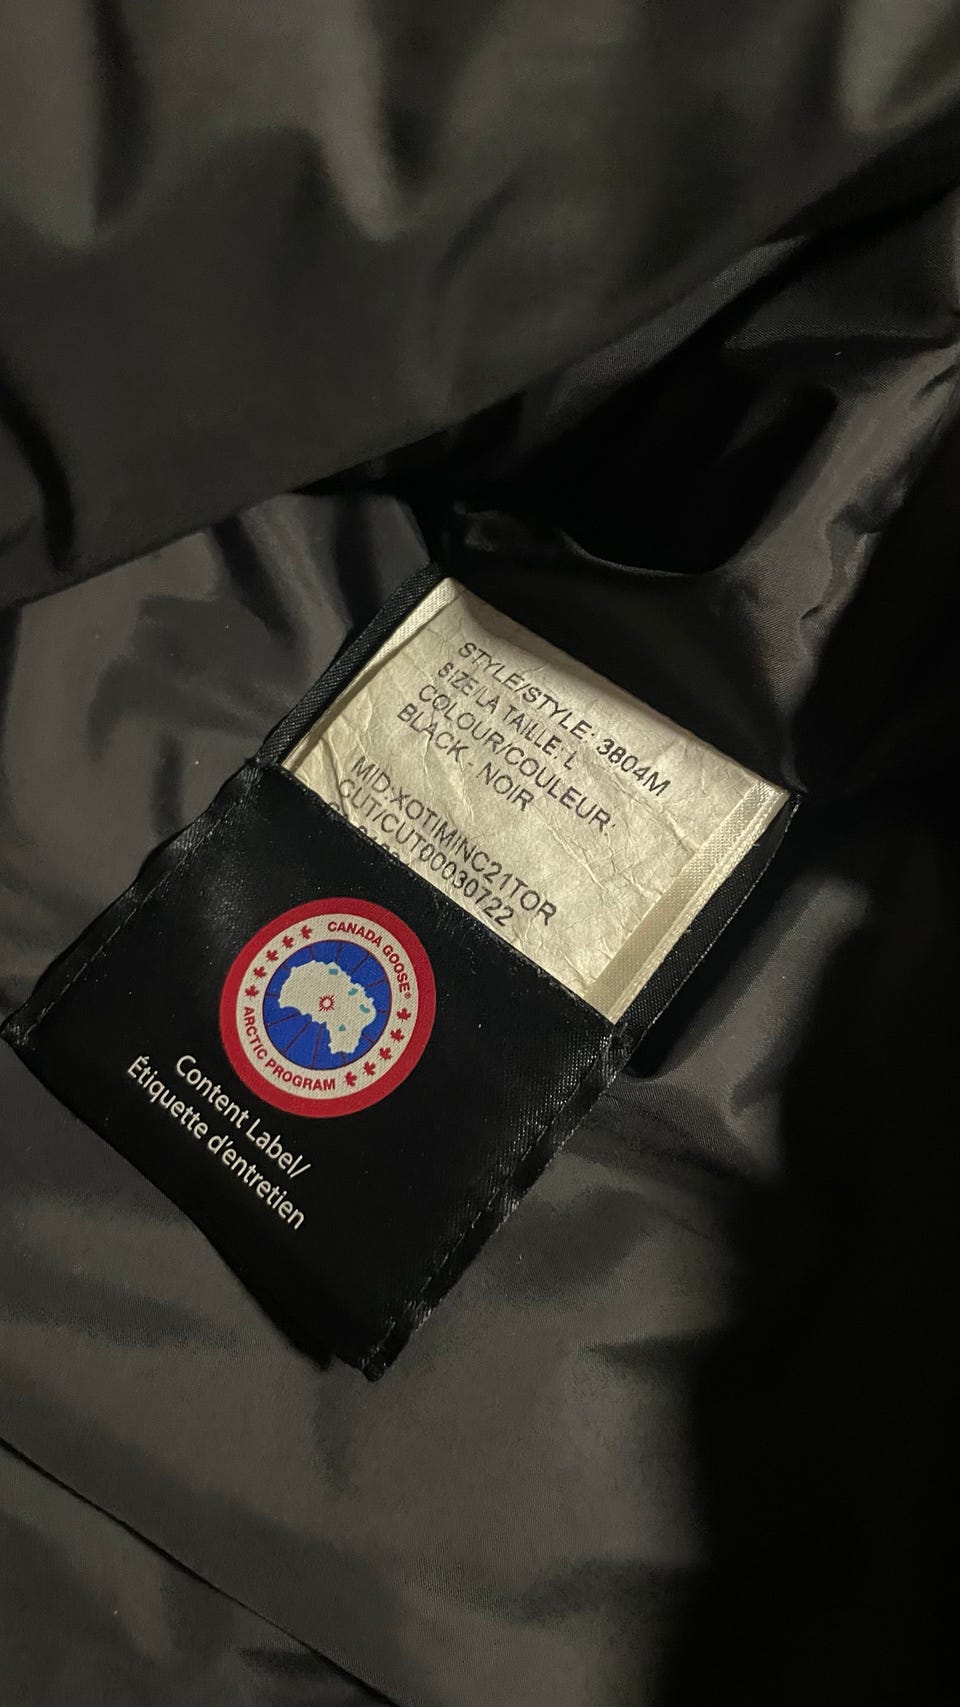 STYLE/STYLE: 3804M
SIZE/LA TAILLE: L
COLOUR/COULEUR:
BLACK - NOIR
MID:XOTIMINC21TOR
CUT/CUT00030722
CANADA GOOSE®
ARCTIC PROGRAM
Content Label/
Étiquette d'entretien